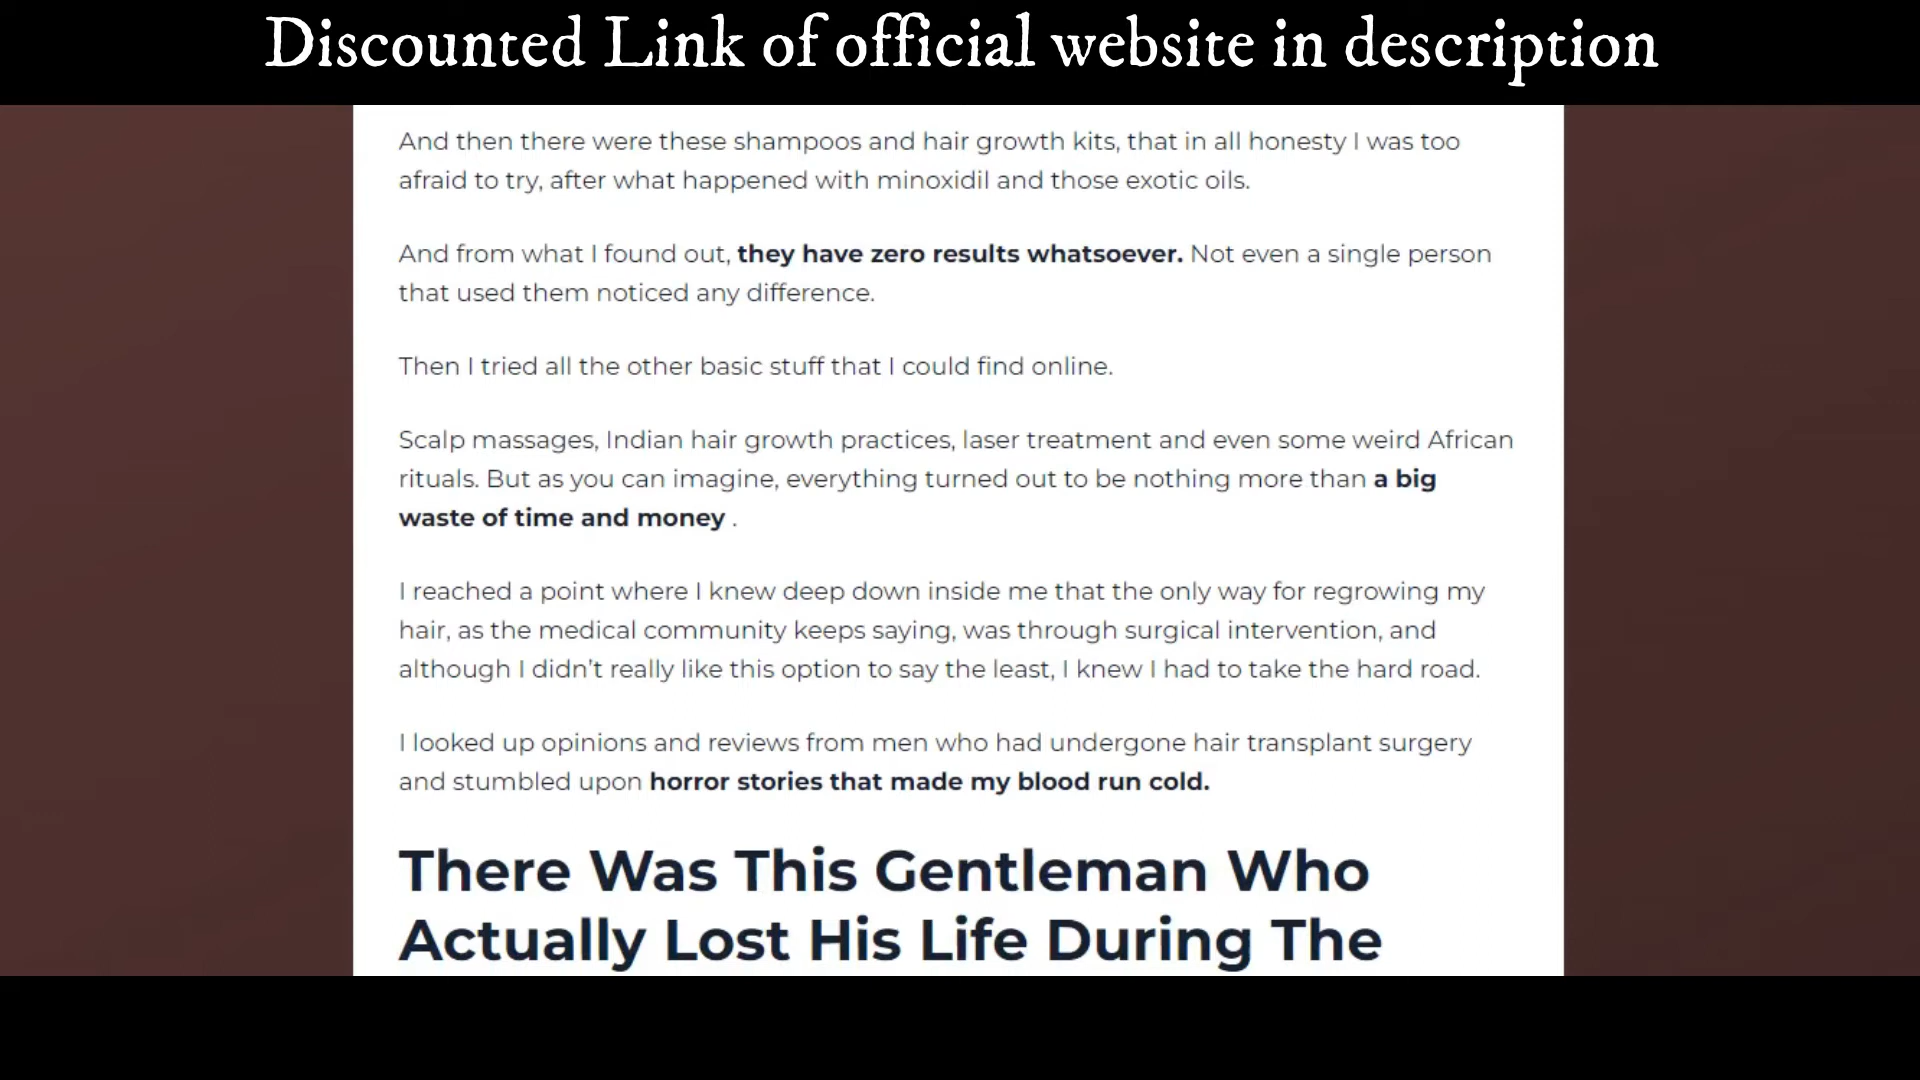 Discounted Link of official website in description
And then there were these shampoos and hair growth kits, that in all honesty I was too
afraid to try, after what happened with minoxidil and those exotic oils.
And from what I found out, they have zero results whatsoever. Not even a single person
that used them noticed any difference.
Then I tried all the other basic stuff that I could find online.
Scalp massages, Indian hair growth practices, laser treatment and even some weird African
rituals. But as you can imagine, everything turned out to be nothing more than a big
waste of time and money .
I reached a point where I knew deep down inside me that the only way for regrowing my
hair, as the medical community keeps saying, was through surgical intervention, and
although I didn’t really like this option to say the least, I knew I had to take the hard road.
I looked up opinions and reviews from men who had undergone hair transplant surgery
and stumbled upon horror stories that made my blood run cold.
There Was This Gentleman Who
Actually Lost His Life During The